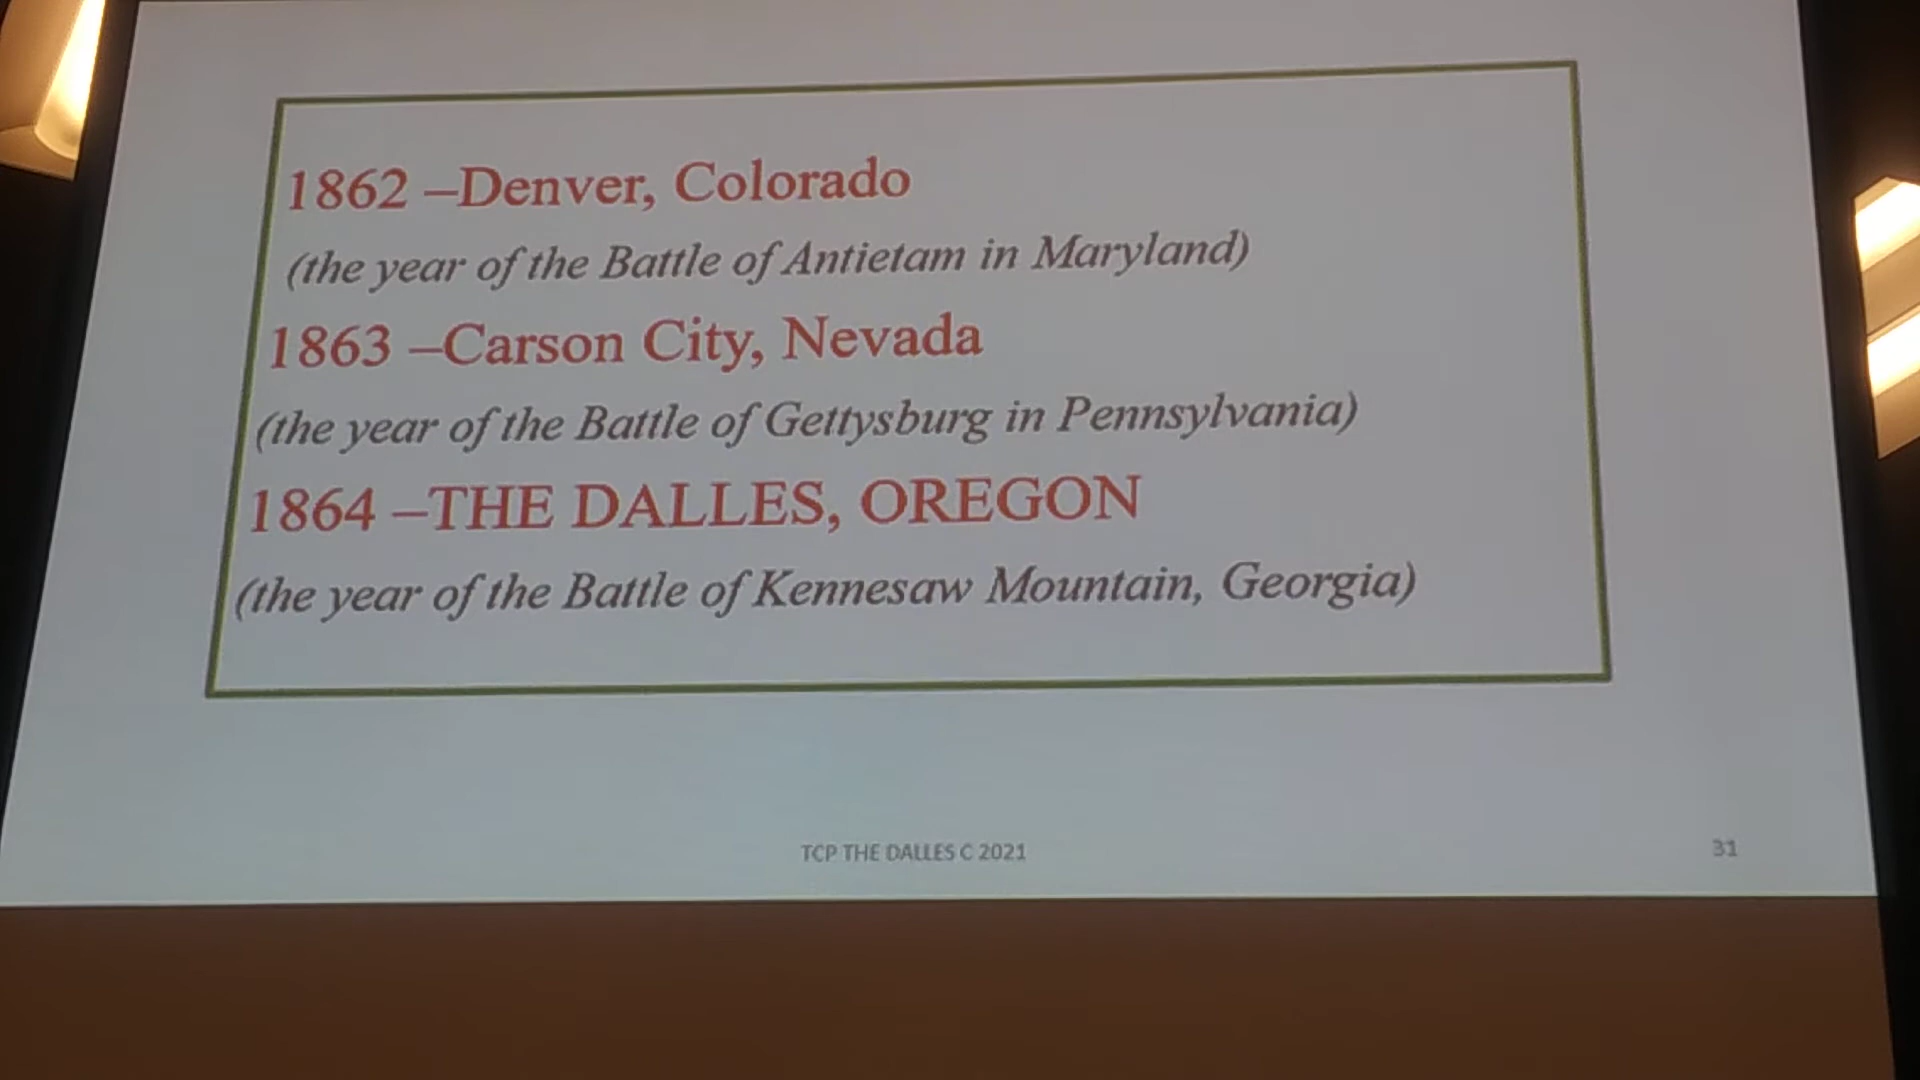 1862 –Denver, Colorado
(the year of the Battle of Antietam in Maryland)
1863 –Carson City, Nevada
(the year of the Battle of Gettysburg in Pennsylvania)
1864 –THE DALLES, OREGON
(the year of the Battle of Kennesaw Mountain, Georgia)
TCP THE DALLES C 2021
31